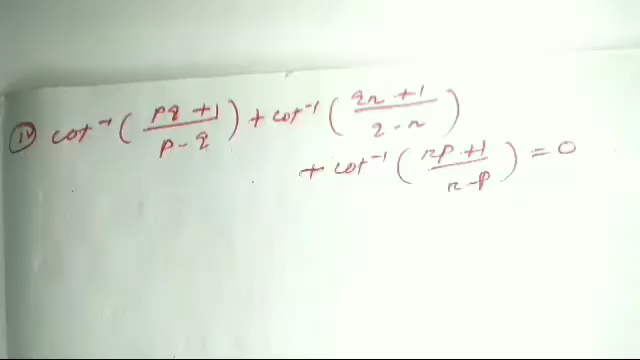 (iv) cot⁻¹ ( pq + 1 / p - q ) + cot⁻¹ ( qr + 1 / q - r )
+ cot⁻¹ ( rp + 1 / r - p ) = 0